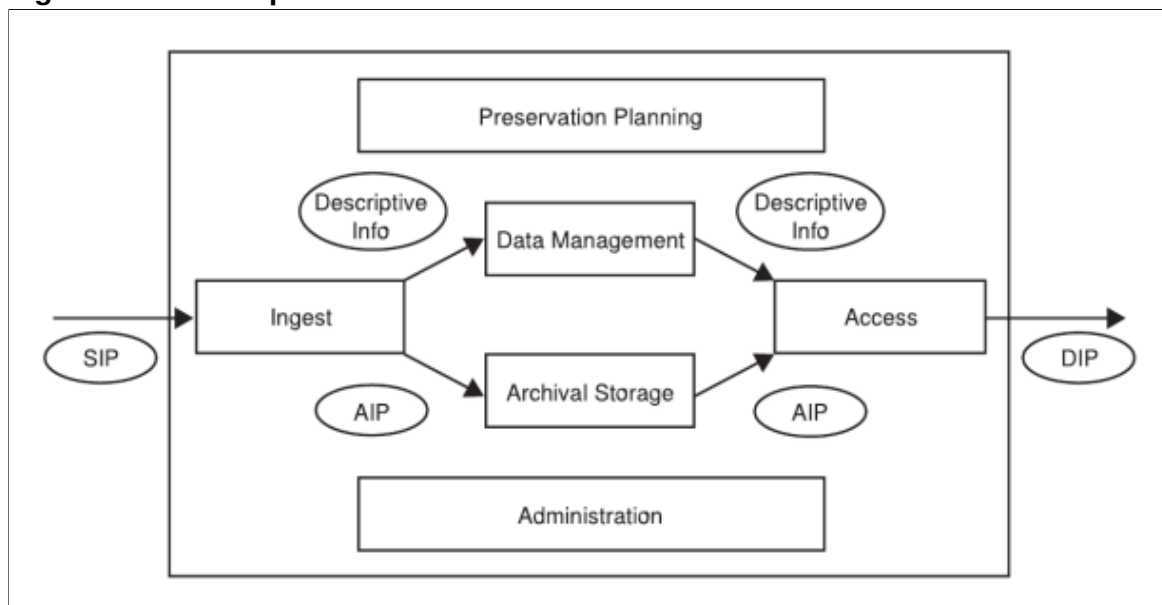 Preservation Planning
Descriptive
Info
Descriptive
Info
Data Management
Ingest
Access
SIP
DIP
Archival Storage
AIP
AIP
Administration